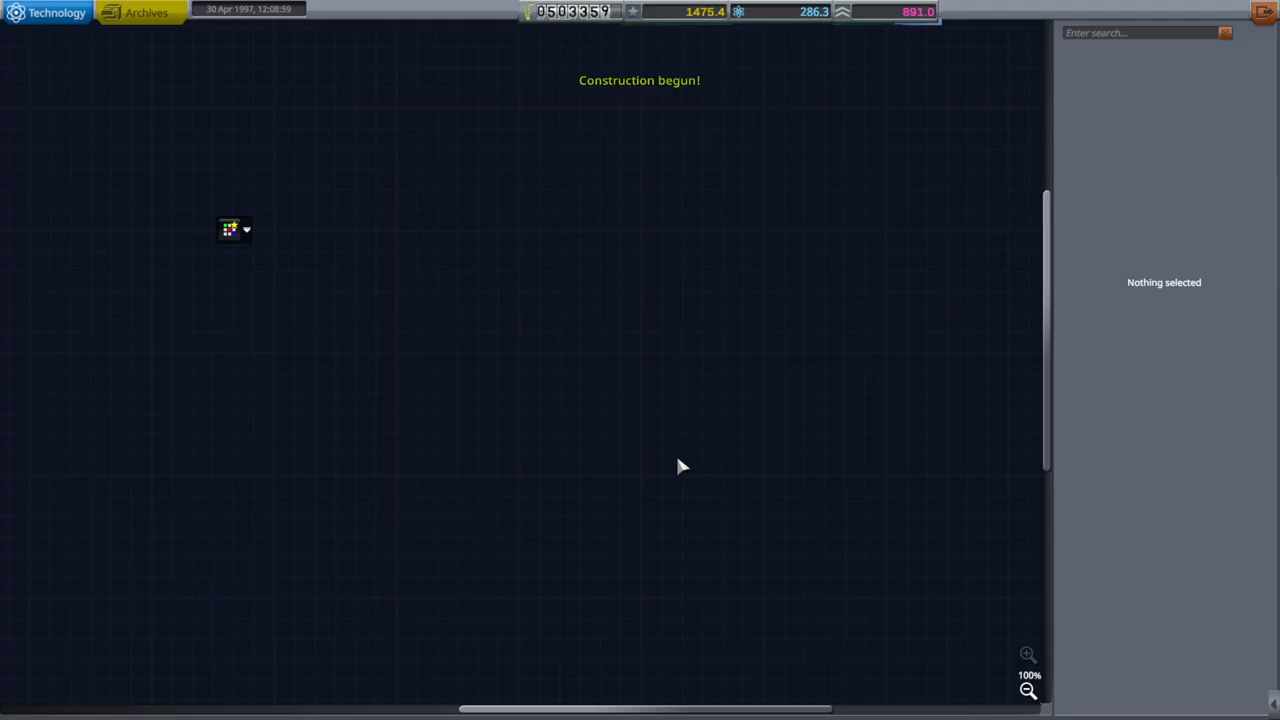 Technology
Archives
30 Apr 1997, 12:08:59
0503359
1475.4
286.3
891.0
Enter search...
Construction begun!
Nothing selected
100%